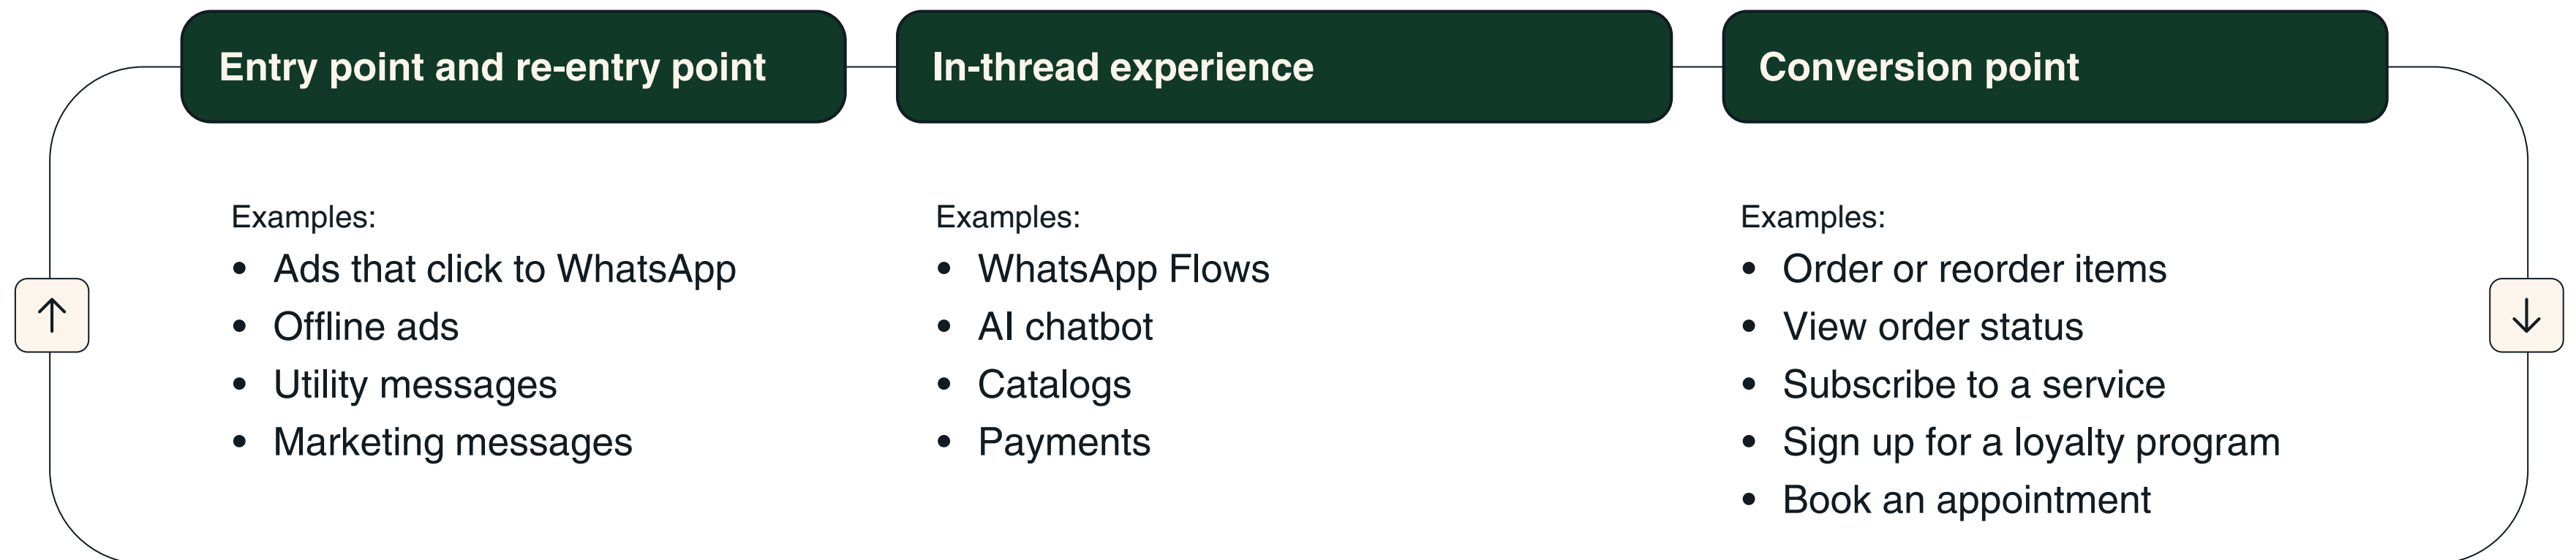 Entry point and re-entry point
In-thread experience
Conversion point
Examples:
• Ads that click to WhatsApp
• Offline ads
• Utility messages
• Marketing messages
Examples:
• WhatsApp Flows
• AI chatbot
• Catalogs
• Payments
Examples:
• Order or reorder items
• View order status
• Subscribe to a service
• Sign up for a loyalty program
• Book an appointment